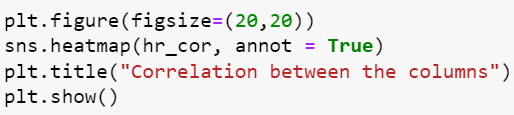 plt.figure(figsize=(20,20))
sns.heatmap(hr_cor, annot = True)
plt.title("Correlation between the columns")
plt.show()